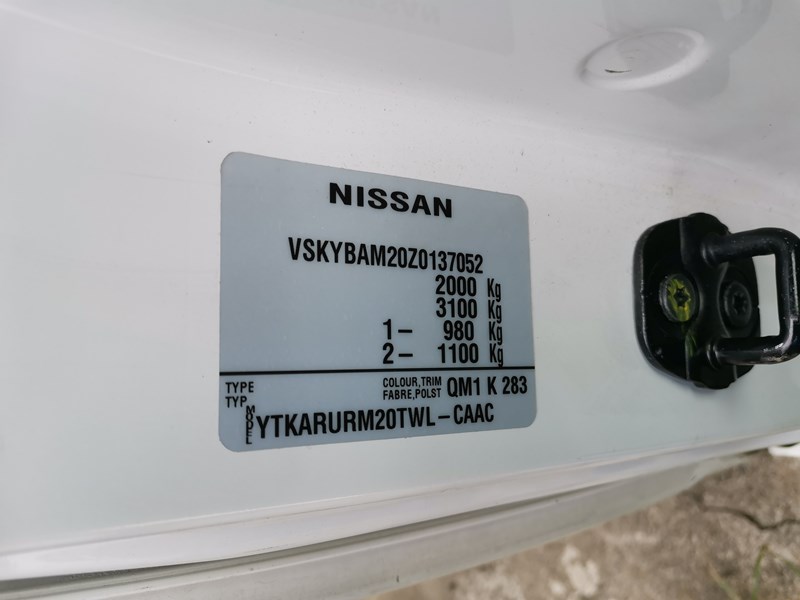 NISSAN
VSKYBAM20Z0137052
2000 Kg
3100 Kg
1- 980 Kg
2- 1100 Kg
TYPE COLOUR,TRIM QM1 K 283
TYP FABRE,POLST
MODEL YTKARURM20TWL-CAAC